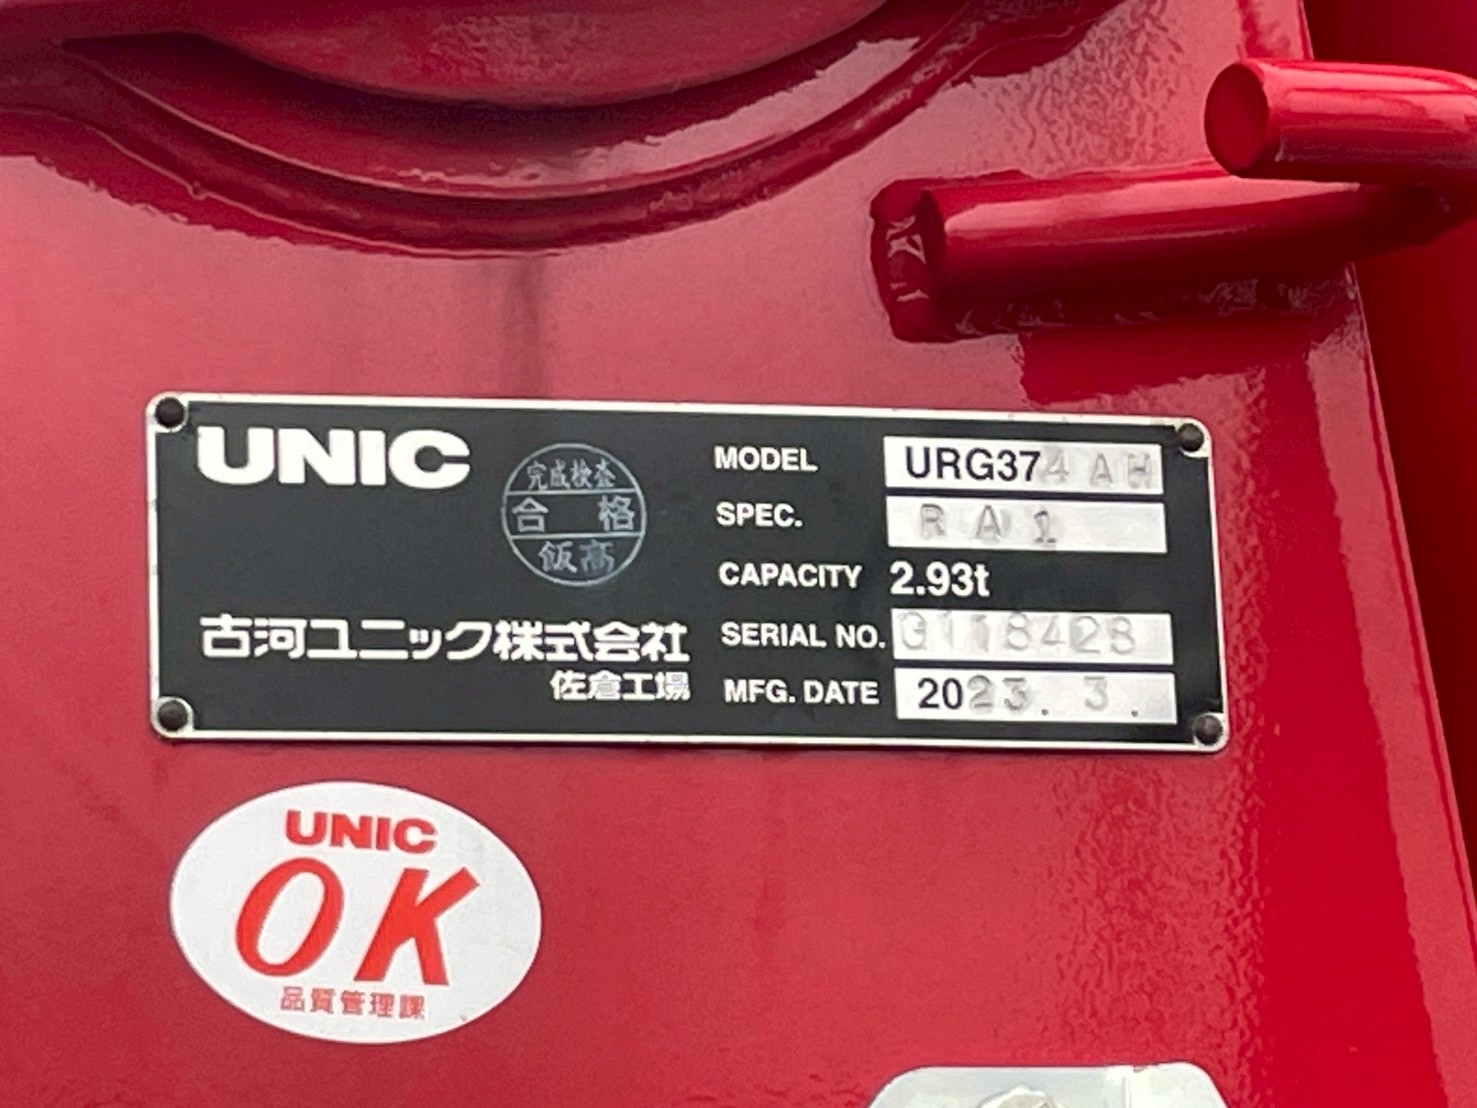 UNIC
完成検査
合 格
飯高
古河ユニック株式会社
佐倉工場
MODEL URG374AH
SPEC. RA1
CAPACITY 2.93t
SERIAL NO. G118428
MFG. DATE 2023. 3.
UNIC
OK
品質管理課